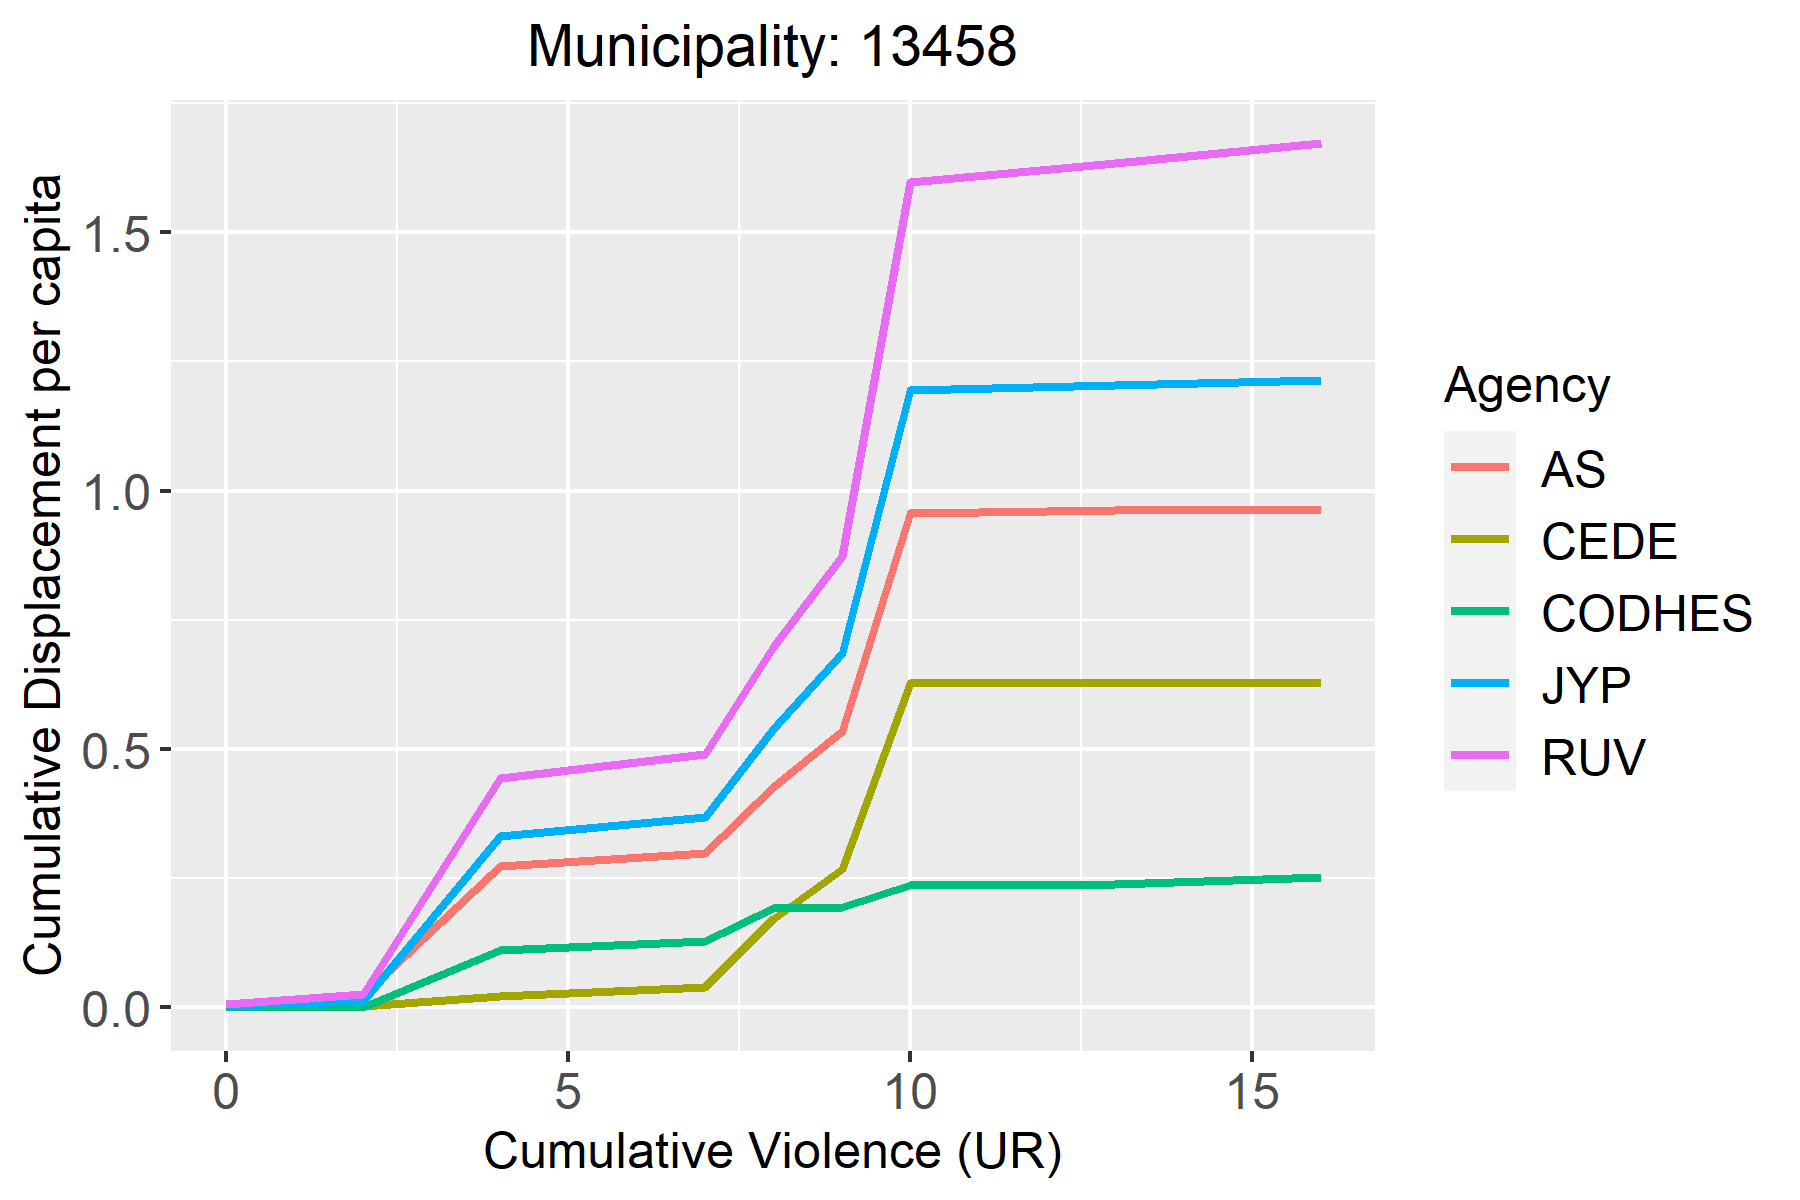 Municipality: 13458
Cumulative Displacement per capita
1.5
1.0
0.5
0.0
0 5 10 15
Cumulative Violence (UR)
Agency
AS
CEDE
CODHES
JYP
RUV